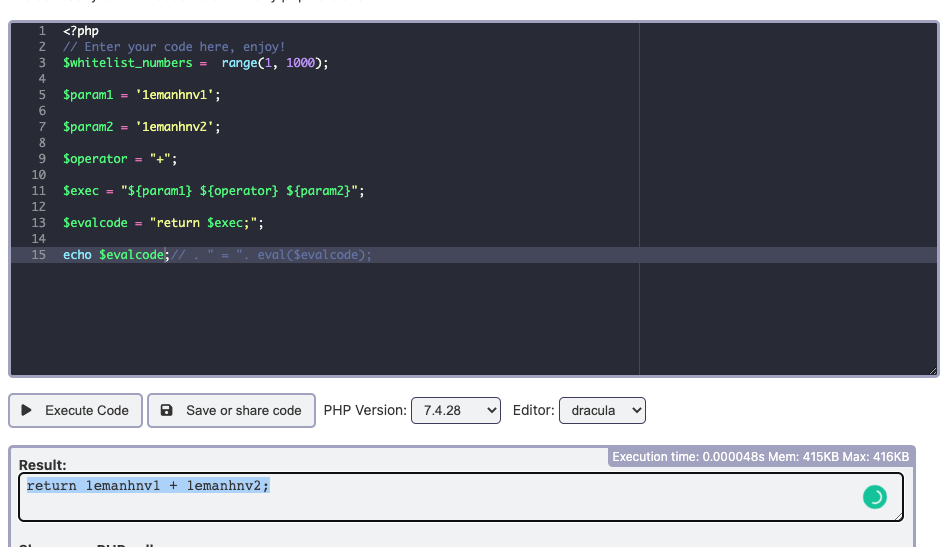 1 <?php
2 // Enter your code here, enjoy!
3 $whitelist_numbers =  range(1, 1000);
4
5 $param1 = '1emanhnv1';
6
7 $param2 = '1emanhnv2';
8
9 $operator = "+";
10
11 $exec = "${param1} ${operator} ${param2}";
12
13 $evalcode = "return $exec;";
14
15 echo $evalcode;// . " = ". eval($evalcode);
Execute Code Save or share code PHP Version: 7.4.28 Editor: dracula
Execution time: 0.000048s Mem: 415KB Max: 416KB
Result:
return 1emanhnv1 + 1emanhnv2;